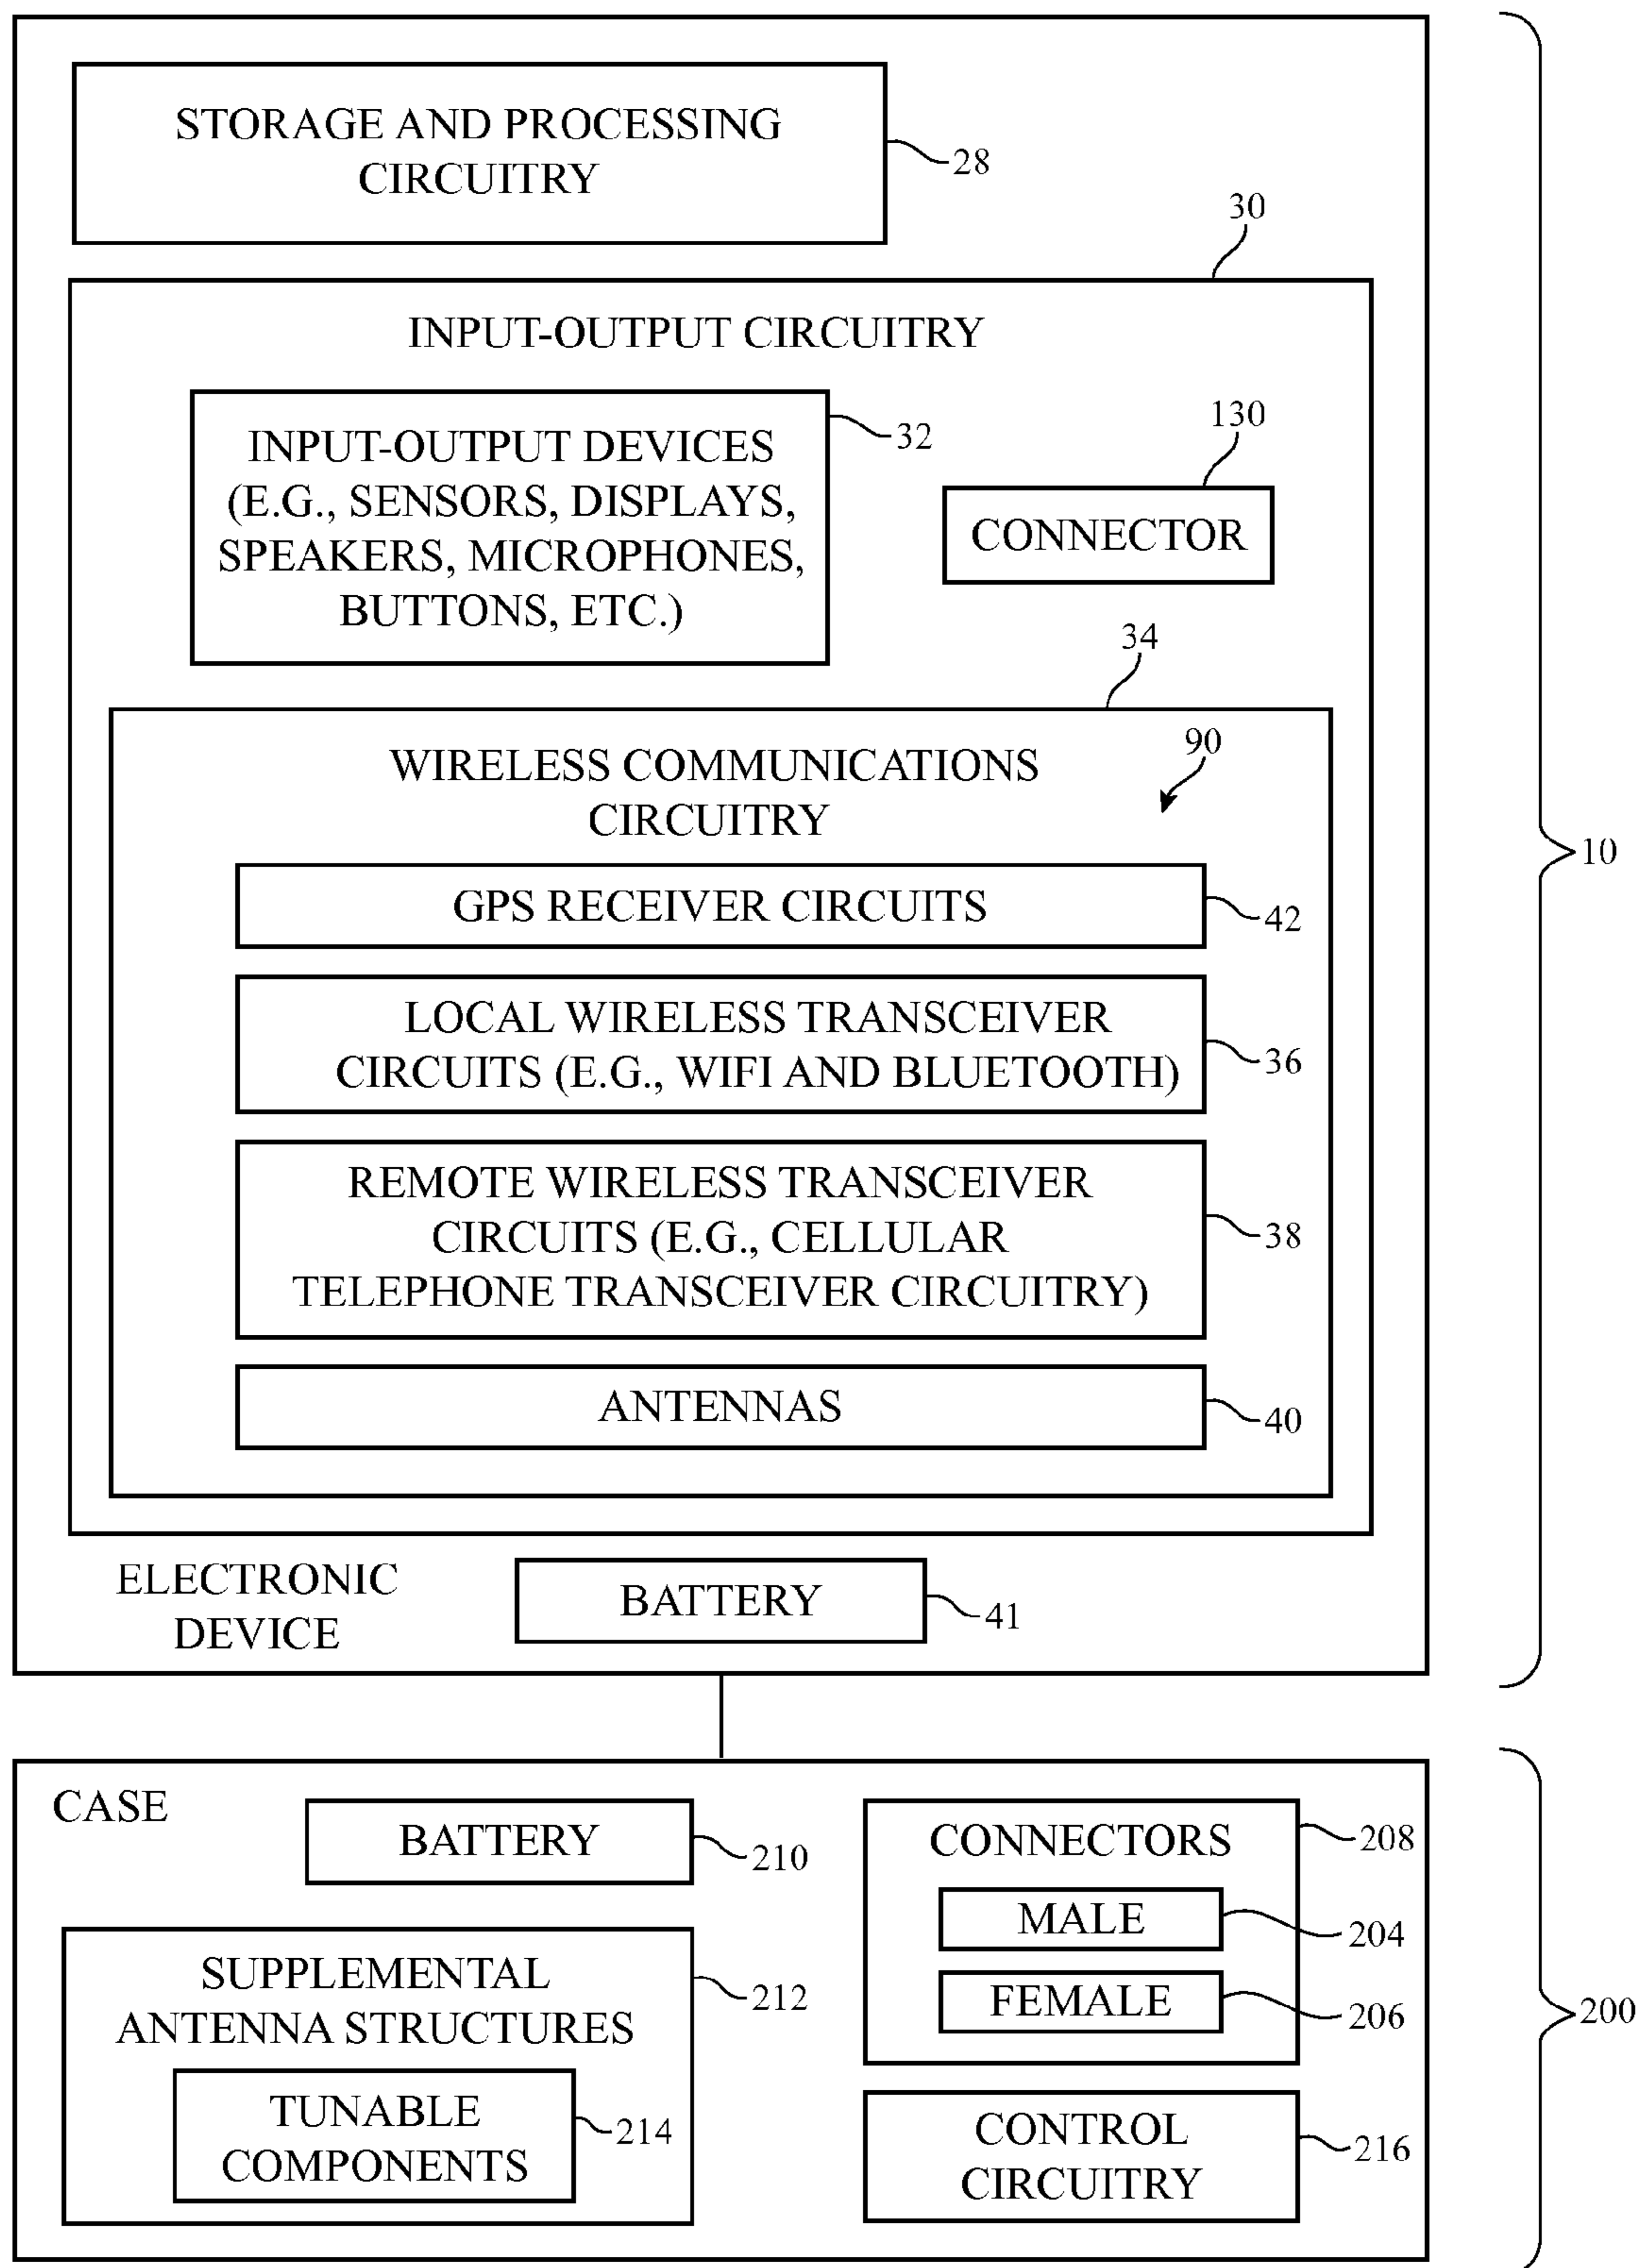 STORAGE AND PROCESSING
CIRCUITRY
28
30
INPUT-OUTPUT CIRCUITRY
INPUT-OUTPUT DEVICES
(E.G., SENSORS, DISPLAYS,
SPEAKERS, MICROPHONES,
BUTTONS, ETC.)
32
130
CONNECTOR
34
90
WIRELESS COMMUNICATIONS
CIRCUITRY
10
GPS RECEIVER CIRCUITS
42
LOCAL WIRELESS TRANSCEIVER
CIRCUITS (E.G., WIFI AND BLUETOOTH)
36
REMOTE WIRELESS TRANSCEIVER
CIRCUITS (E.G., CELLULAR
TELEPHONE TRANSCEIVER CIRCUITRY)
38
ANTENNAS
40
ELECTRONIC
DEVICE
BATTERY
41
CASE
BATTERY
210
CONNECTORS
208
MALE
204
FEMALE
206
200
SUPPLEMENTAL
ANTENNA STRUCTURES
212
TUNABLE
COMPONENTS
214
CONTROL
CIRCUITRY
216